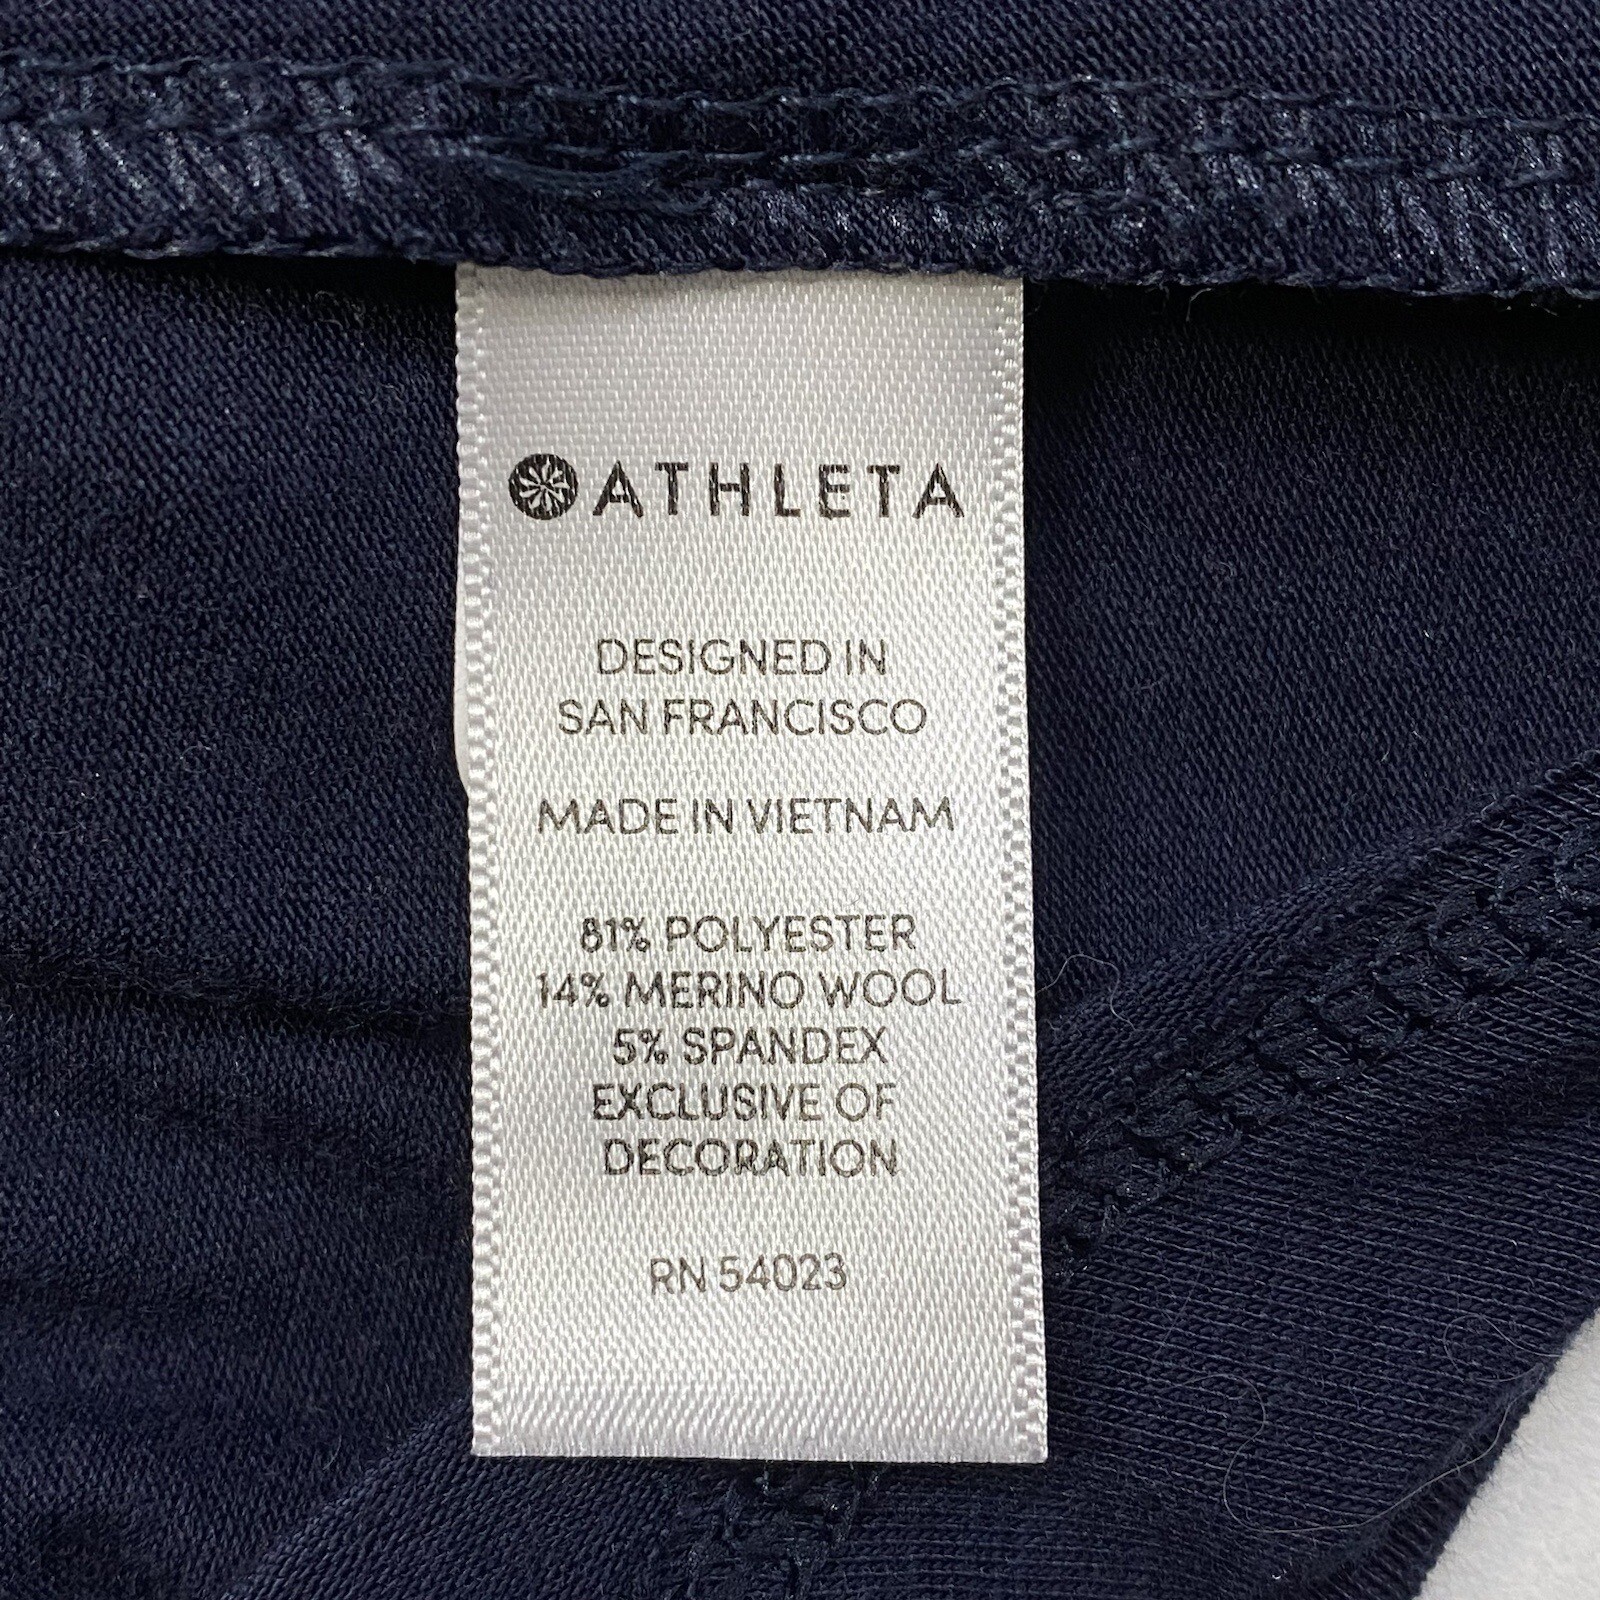 ATHLETA
DESIGNED IN
SAN FRANCISCO
MADE IN VIETNAM
81% POLYESTER
14% MERINO WOOL
5% SPANDEX
EXCLUSIVE OF
DECORATION
RN 54023